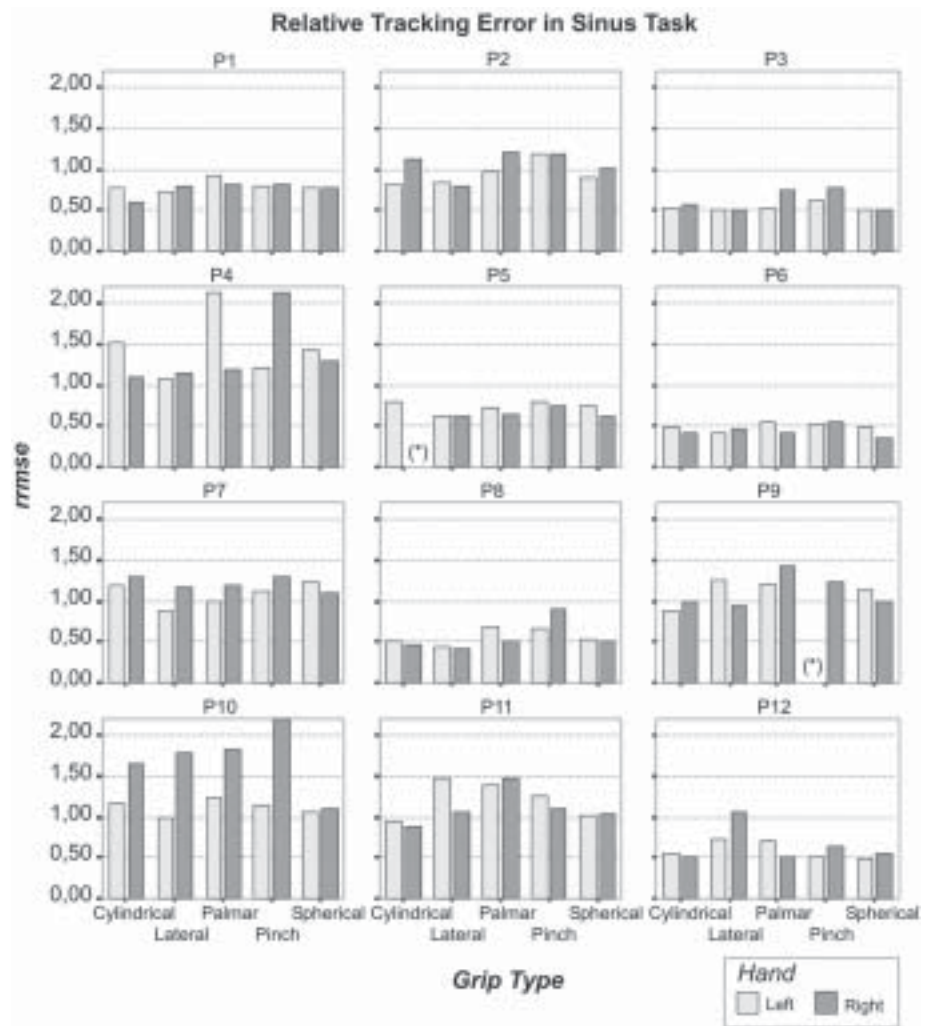 Relative Tracking Error in Sinus Task
P1 P2 P3
2,00
1,50
1,00
0,50
0,00
P4 P5 P6
2,00
1,50
1,00
0,50
(*)
0,00
rrmse
P7 P8 P9
2,00
1,50
1,00
0,50
(*)
0,00
P10 P11 P12
2,00
1,50
1,00
0,50
0,00
Cylindrical Palmar Spherical Cylindrical Palmar Spherical Cylindrical Palmar Spherical
Lateral Pinch Lateral Pinch Lateral Pinch
Grip Type
Hand
Left Right